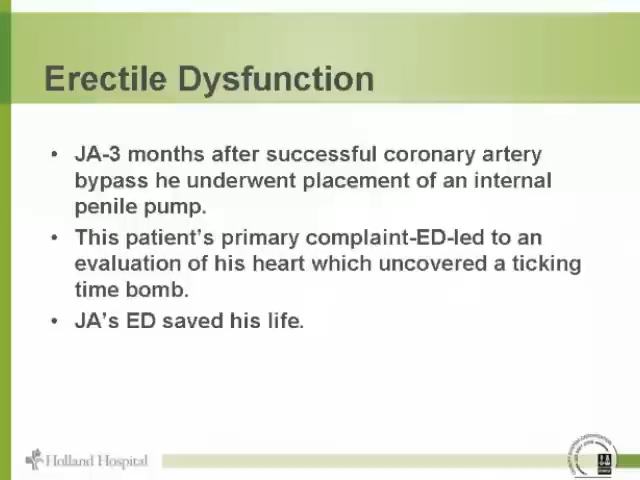 Erectile Dysfunction
• JA-3 months after successful coronary artery
bypass he underwent placement of an internal
penile pump.
• This patient's primary complaint-ED-led to an
evaluation of his heart which uncovered a ticking
time bomb.
• JA's ED saved his life.
Holland Hospital